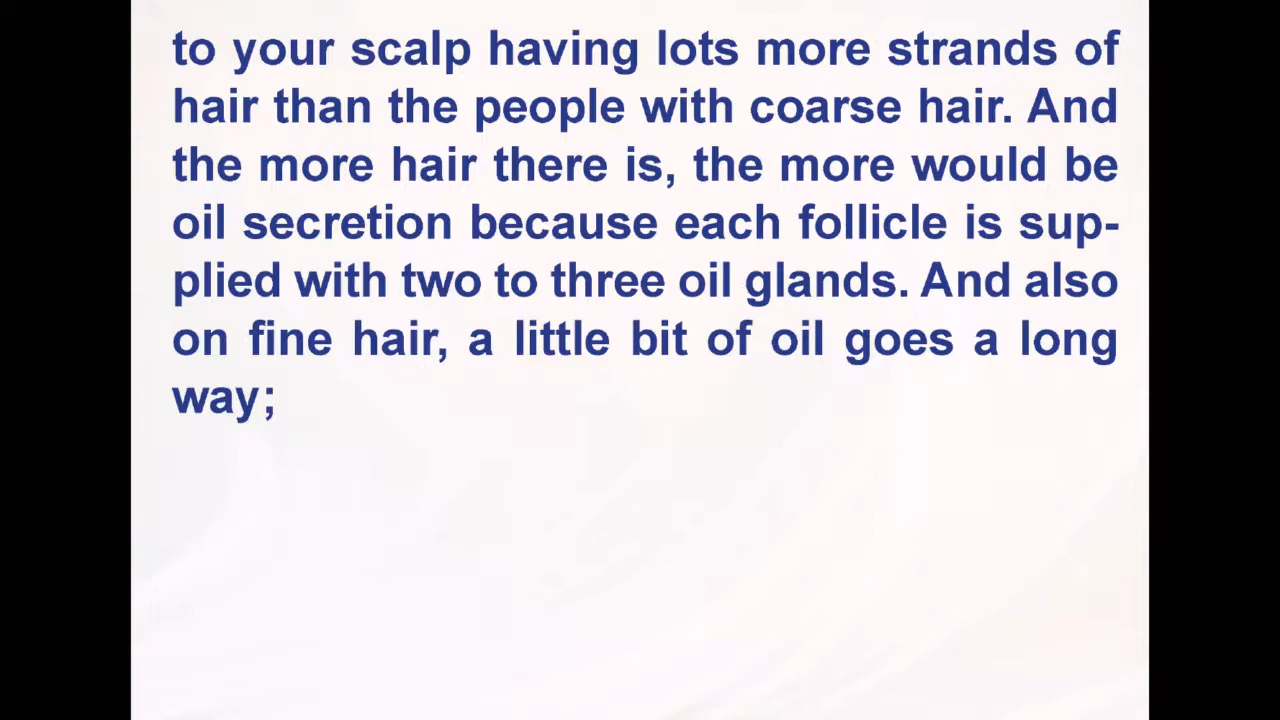 to your scalp having lots more strands of
hair than the people with coarse hair. And
the more hair there is, the more would be
oil secretion because each follicle is sup-
plied with two to three oil glands. And also
on fine hair, a little bit of oil goes a long
way;